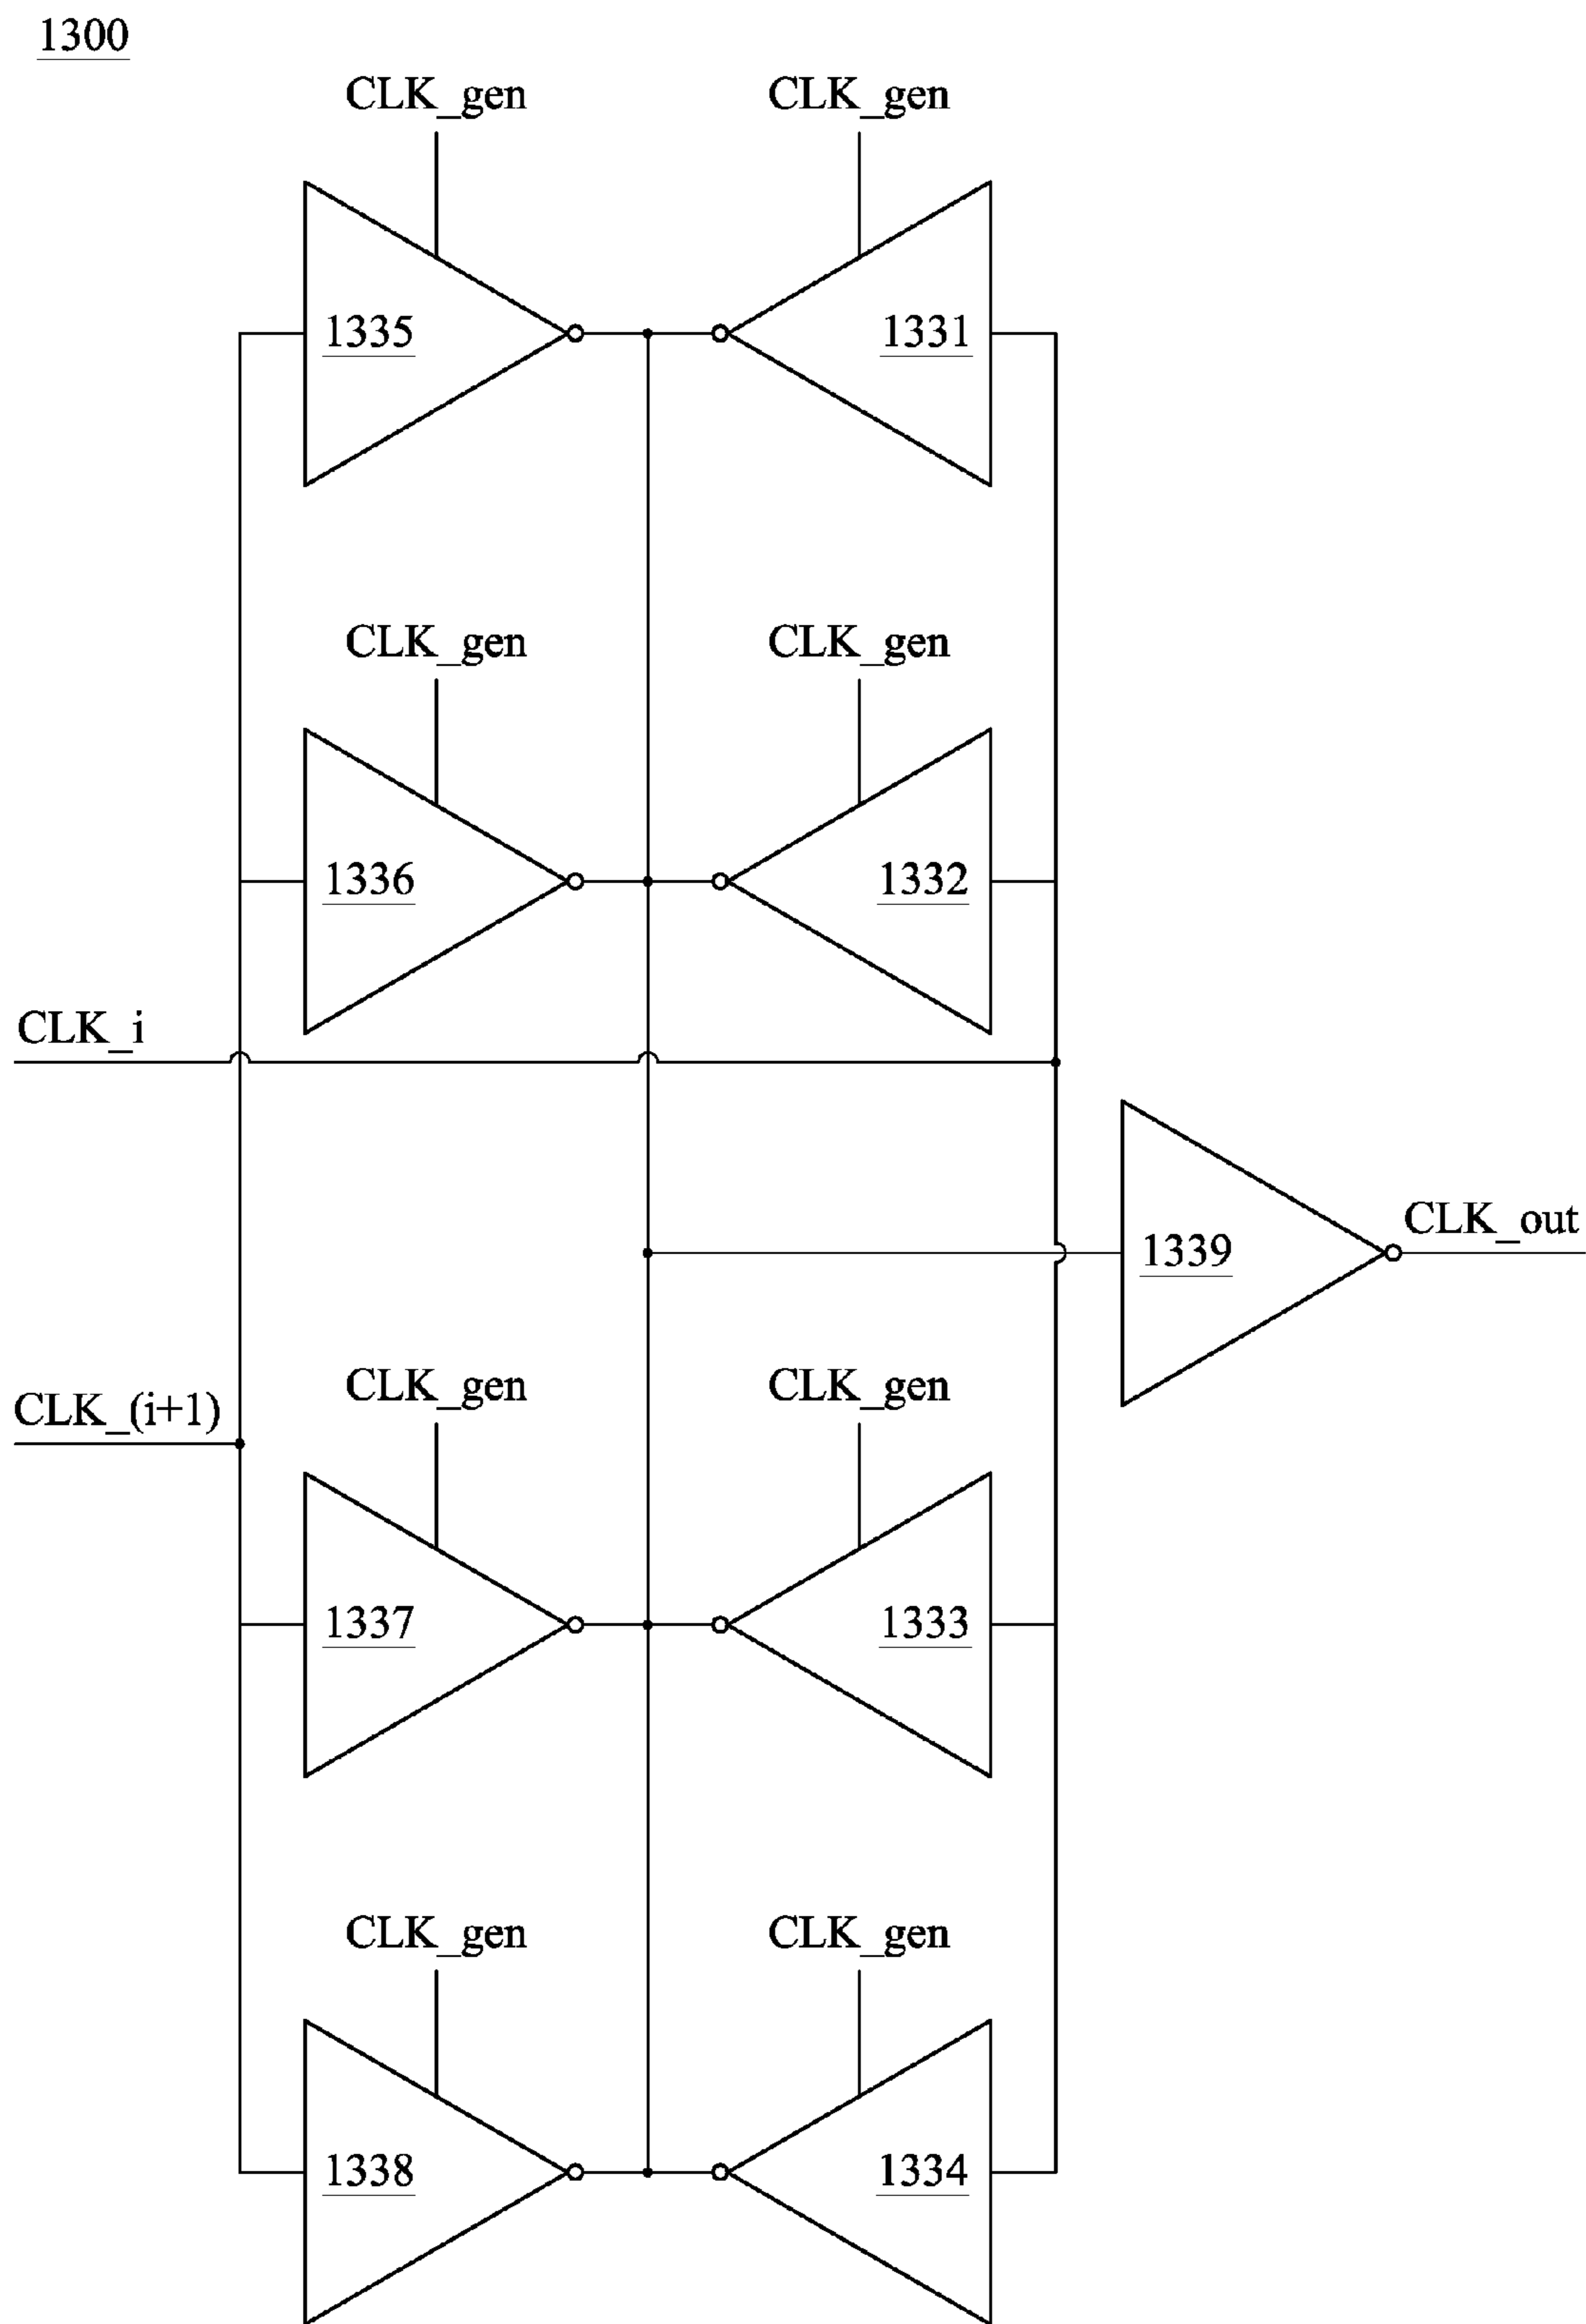 1300
CLK_gen CLK_gen
1335 1331
CLK_gen CLK_gen
1336 1332
CLK_i
CLK_out
1339
CLK_gen CLK_gen
CLK_(i+1)
1337 1333
CLK_gen CLK_gen
1338 1334